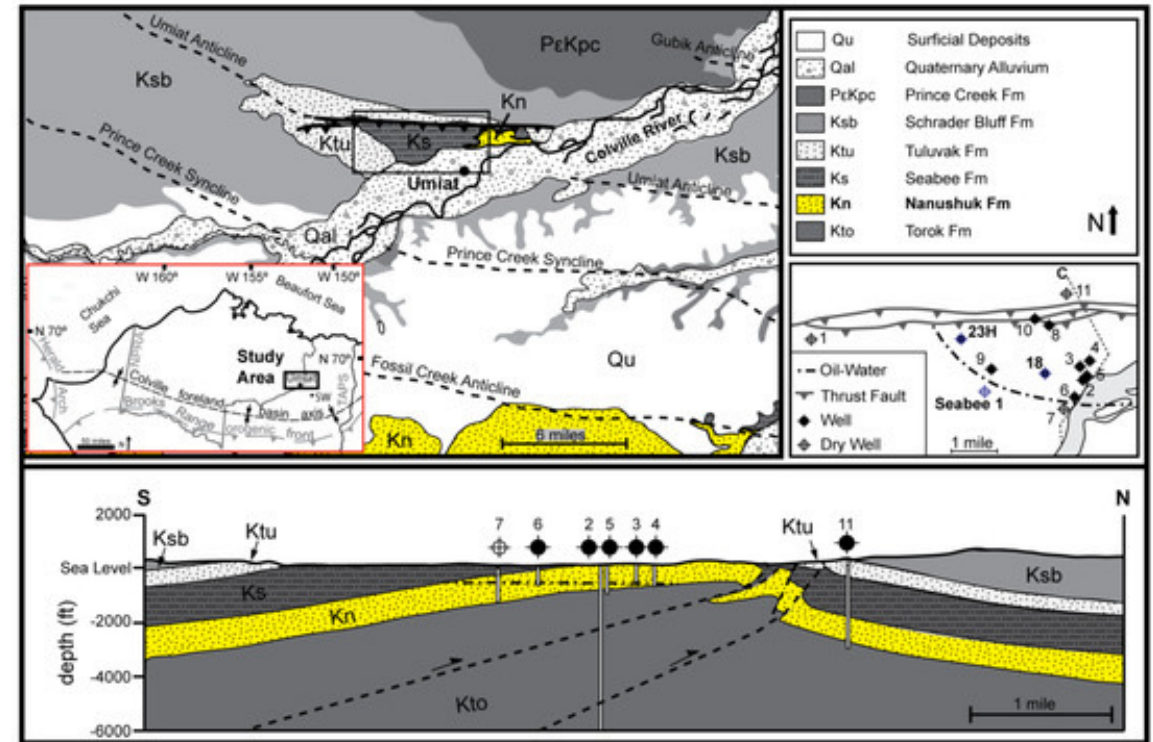 Umiat Anticline
PεKpc
Gubik Anticline
Ksb
Kn
Prince Creek Syncline
Ktu
Ks
Colville River
Ksb
Umiat
Umiat Anticline
Qal
Prince Creek Syncline
Qu
Fossil Creek Anticline
Kn
6 miles
W 160°
W 155°
W 150°
Chukchi
Sea
Beaufort Sea
N 70°
N 70°
Herald
Arch
NPRA
Study
Area
Umiat
TAPS
SW
Colville foreland basin axis
Brooks Range orogenic front
Qu Surficial Deposits
Qal Quaternary Alluvium
PεKpc Prince Creek Fm
Ksb Schrader Bluff Fm
Ktu Tuluvak Fm
Ks Seabee Fm
Kn Nanushuk Fm
Kto Torok Fm
N
C
11
10
8
1
23H
9
3
4
18
5
6
2
7
Seabee 1
Oil-Water
Thrust Fault
Well
Dry Well
1 mile
S
N
2000
Sea Level
-2000
-4000
-6000
depth (ft)
Ksb
Ktu
7
6
2
5
3
4
Ktu
11
Ksb
Ks
Kn
Kto
1 mile